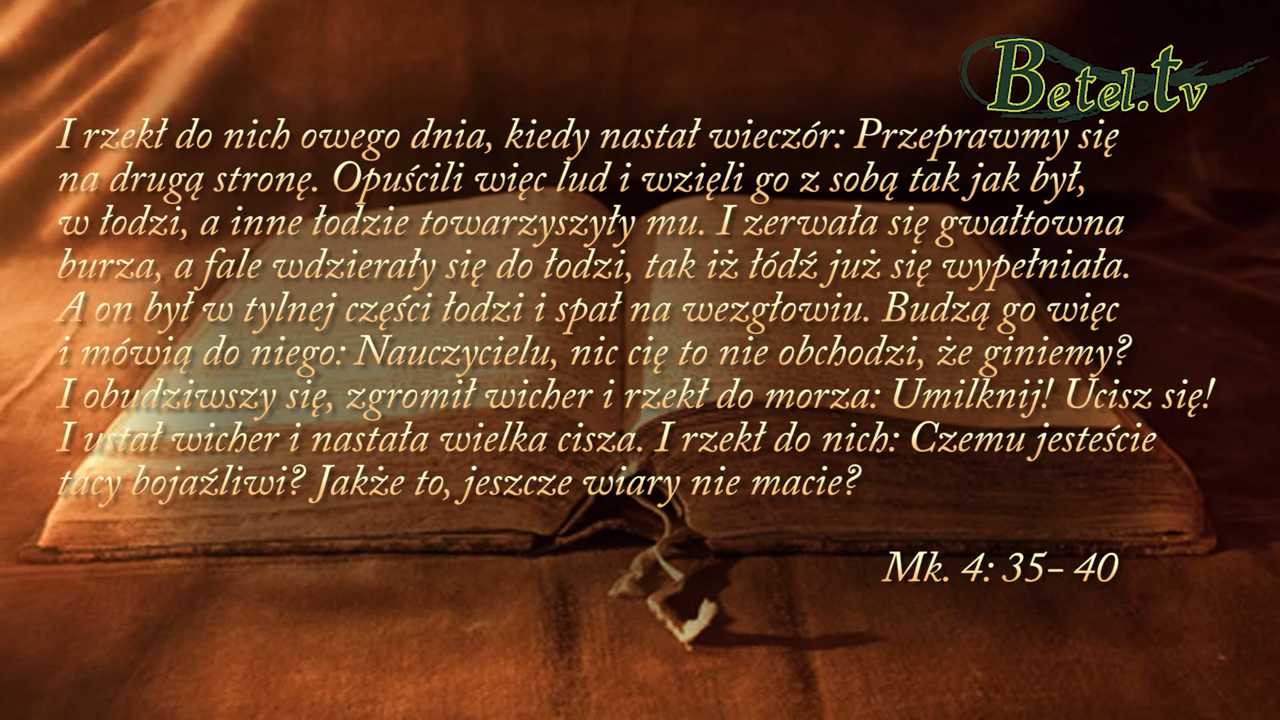 Betel.tv
I rzekł do nich owego dnia, kiedy nastał wieczór: Przeprawmy się
na drugą stronę. Opuścili więc lud i wzięli go z sobą tak jak był,
w łodzi, a inne łodzie towarzyszyły mu. I zerwała się gwałtowna
burza, a fale wdzierały się do łodzi, tak iż łódź już się wypełniała.
A on był w tylnej części łodzi i spał na wezgłowiu. Budzą go więc
i mówią do niego: Nauczycielu, nic cię to nie obchodzi, że giniemy?
I obudziwszy się, zgromił wicher i rzekł do morza: Umilknij! Ucisz się!
I ustał wicher i nastała wielka cisza. I rzekł do nich: Czemu jesteście
tacy bojaźliwi? Jakże to, jeszcze wiary nie macie?
Mk. 4: 35– 40